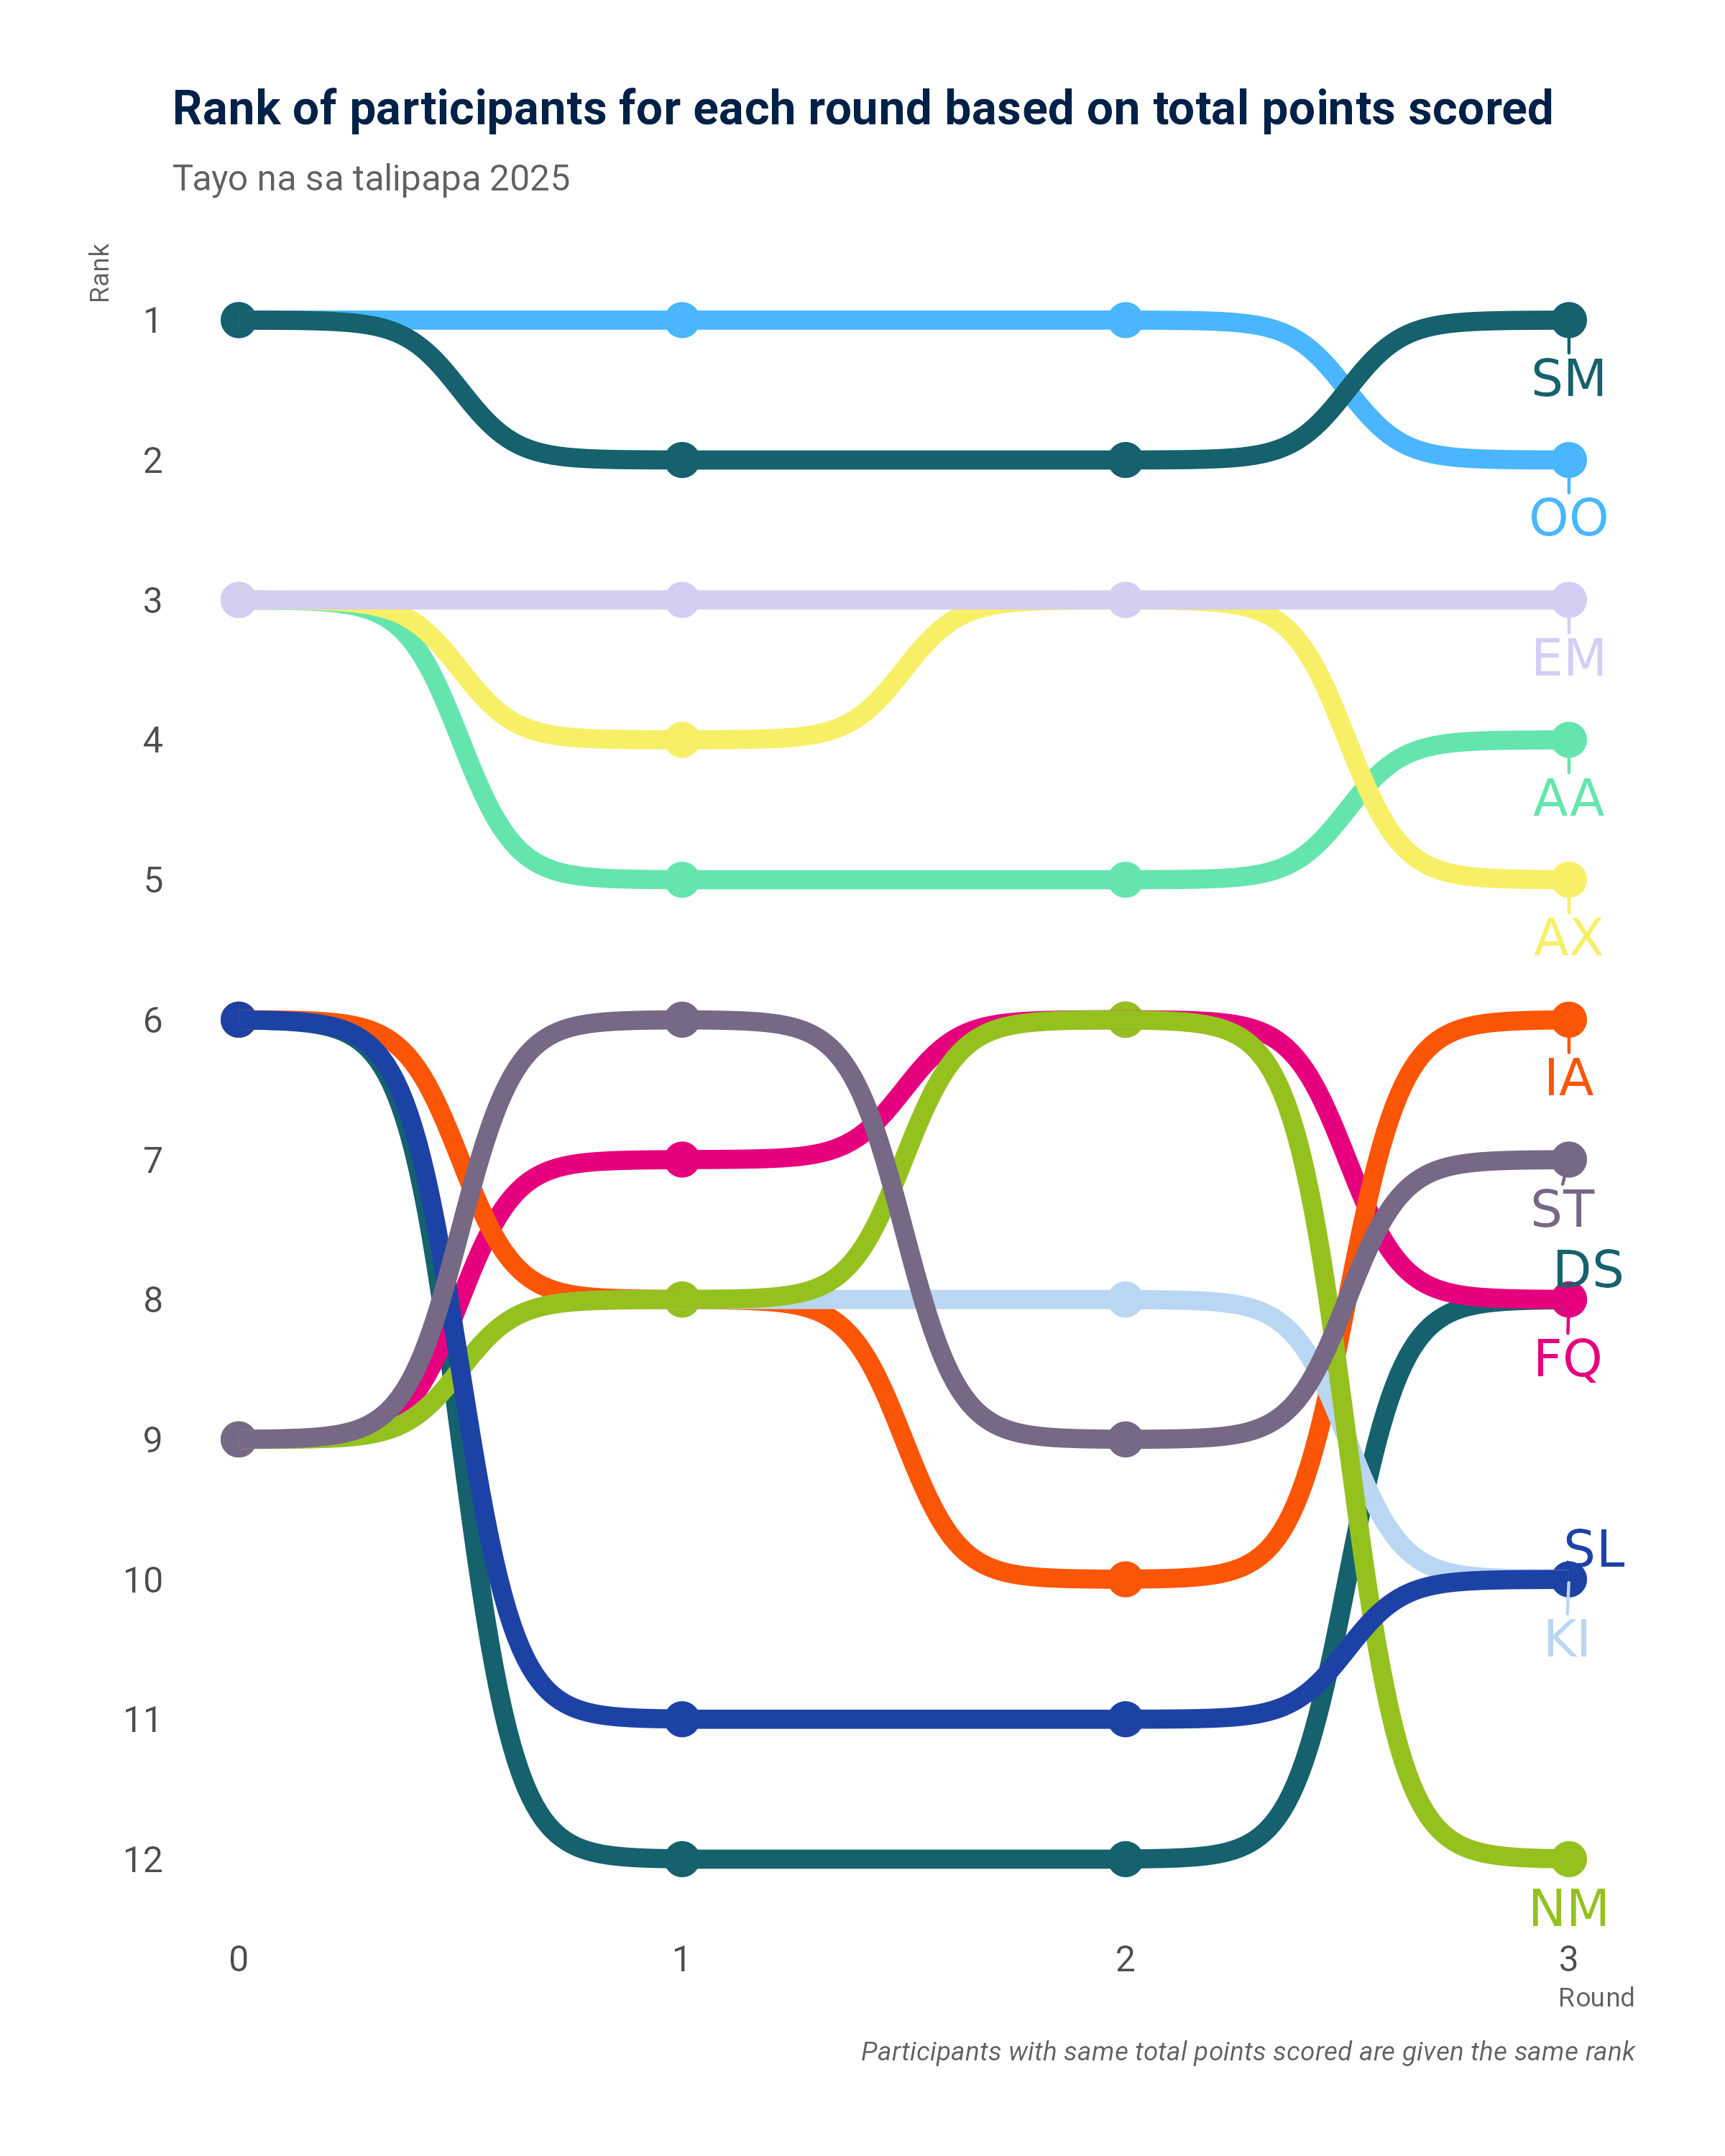 Rank of participants for each round based on total points scored
Tayo na sa talipapa 2025
Rank
1
SM
2
OO
3
EM
4
AA
5
AX
6
IA
7
ST
DS
8
FQ
9
SL
10
KI
11
12
NM
0 1 2 3
Round
Participants with same total points scored are given the same rank